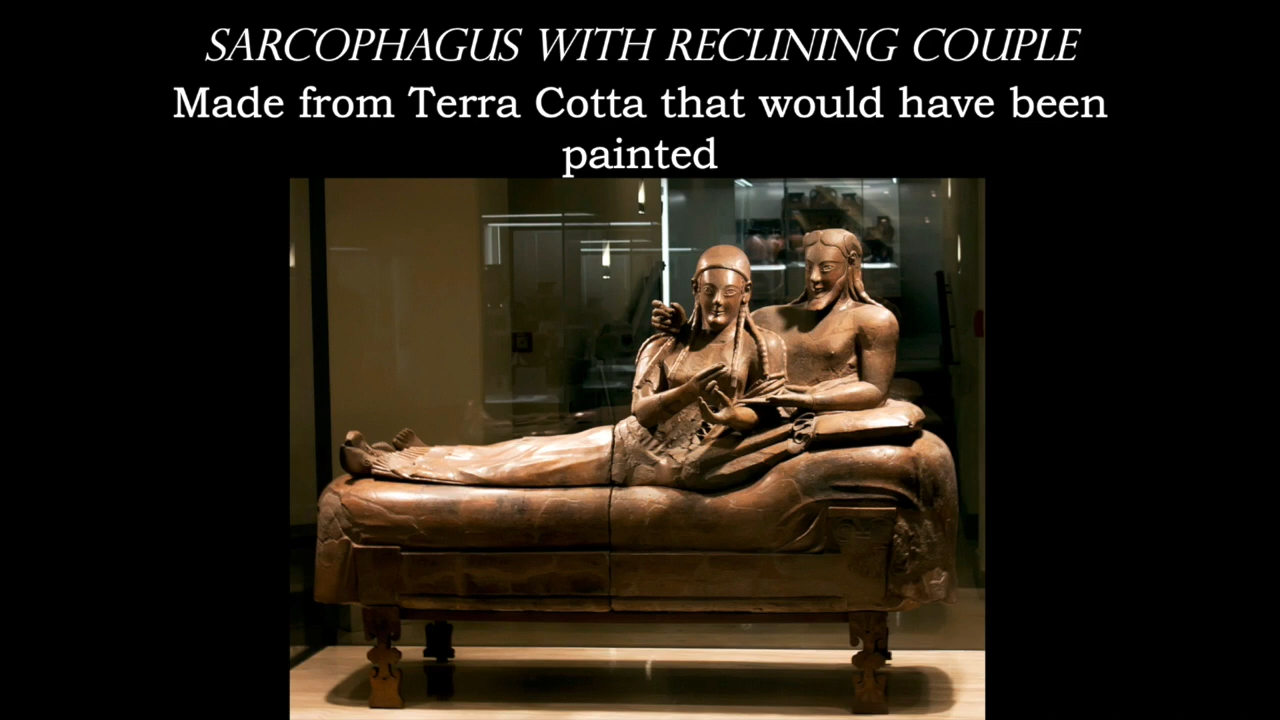 SARCOPHAGUS WITH RECLINING COUPLE
Made from Terra Cotta that would have been
painted